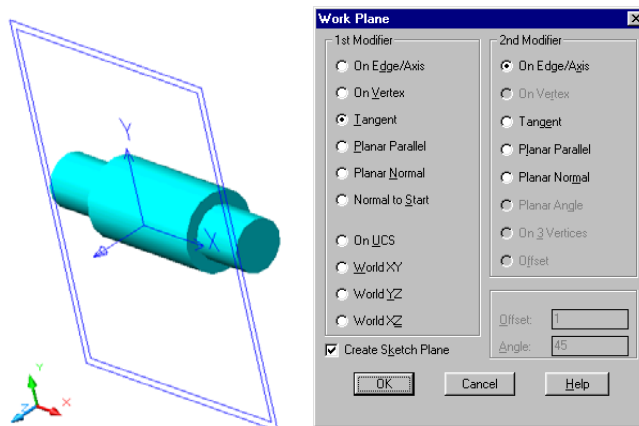 Work Plane
1st Modifier
On Edge/Axis
On Vertex
Tangent
Planar Parallel
Planar Normal
Normal to Start
On UCS
World XY
World YZ
World XZ
Create Sketch Plane
2nd Modifier
On Edge/Axis
On Vertex
Tangent
Planar Parallel
Planar Normal
Planar Angle
On 3 Vertices
Offset
Offset: 1
Angle: 45
OK Cancel Help
Y
X
Y
Z X